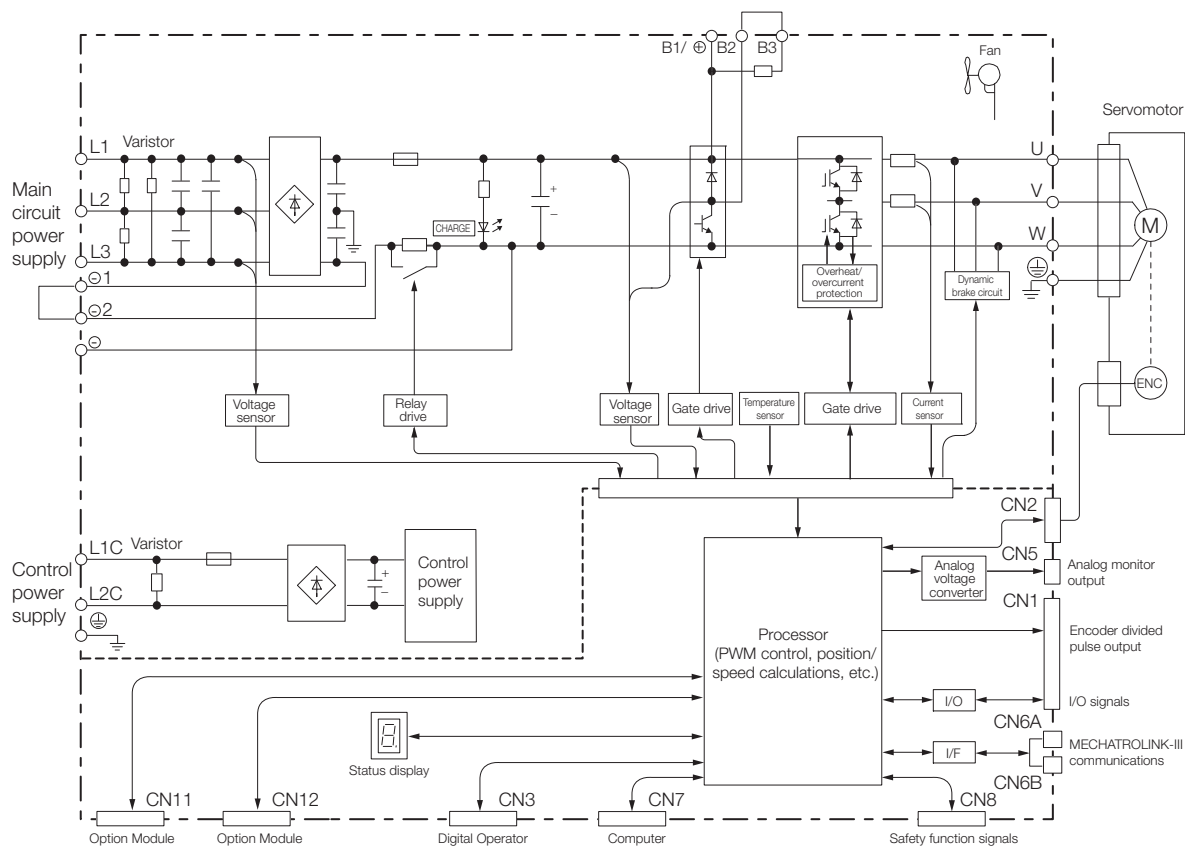 B1/ ⊕ B2 B3
Fan
Servomotor
L1 Varistor
U
Main
circuit
power
supply
L2
V
CHARGE
+
–
W
M
L3
⊖1
Overheat/
overcurrent
protection
Dynamic
brake circuit
⊖2
⊖
ENC
Voltage
sensor
Relay
drive
Voltage
sensor
Gate drive
Temperature
sensor
Gate drive
Current
sensor
CN2
L1C Varistor
CN5
Control
power
supply
+
–
Control
power
supply
Analog
voltage
converter
Analog monitor
output
L2C
CN1
Processor
(PWM control, position/
speed calculations, etc.)
Encoder divided
pulse output
I/O
I/O signals
CN6A
8.
Status display
I/F
MECHATROLINK-III
communications
CN6B
CN11 CN12 CN3 CN7 CN8
Option Module Option Module Digital Operator Computer Safety function signals